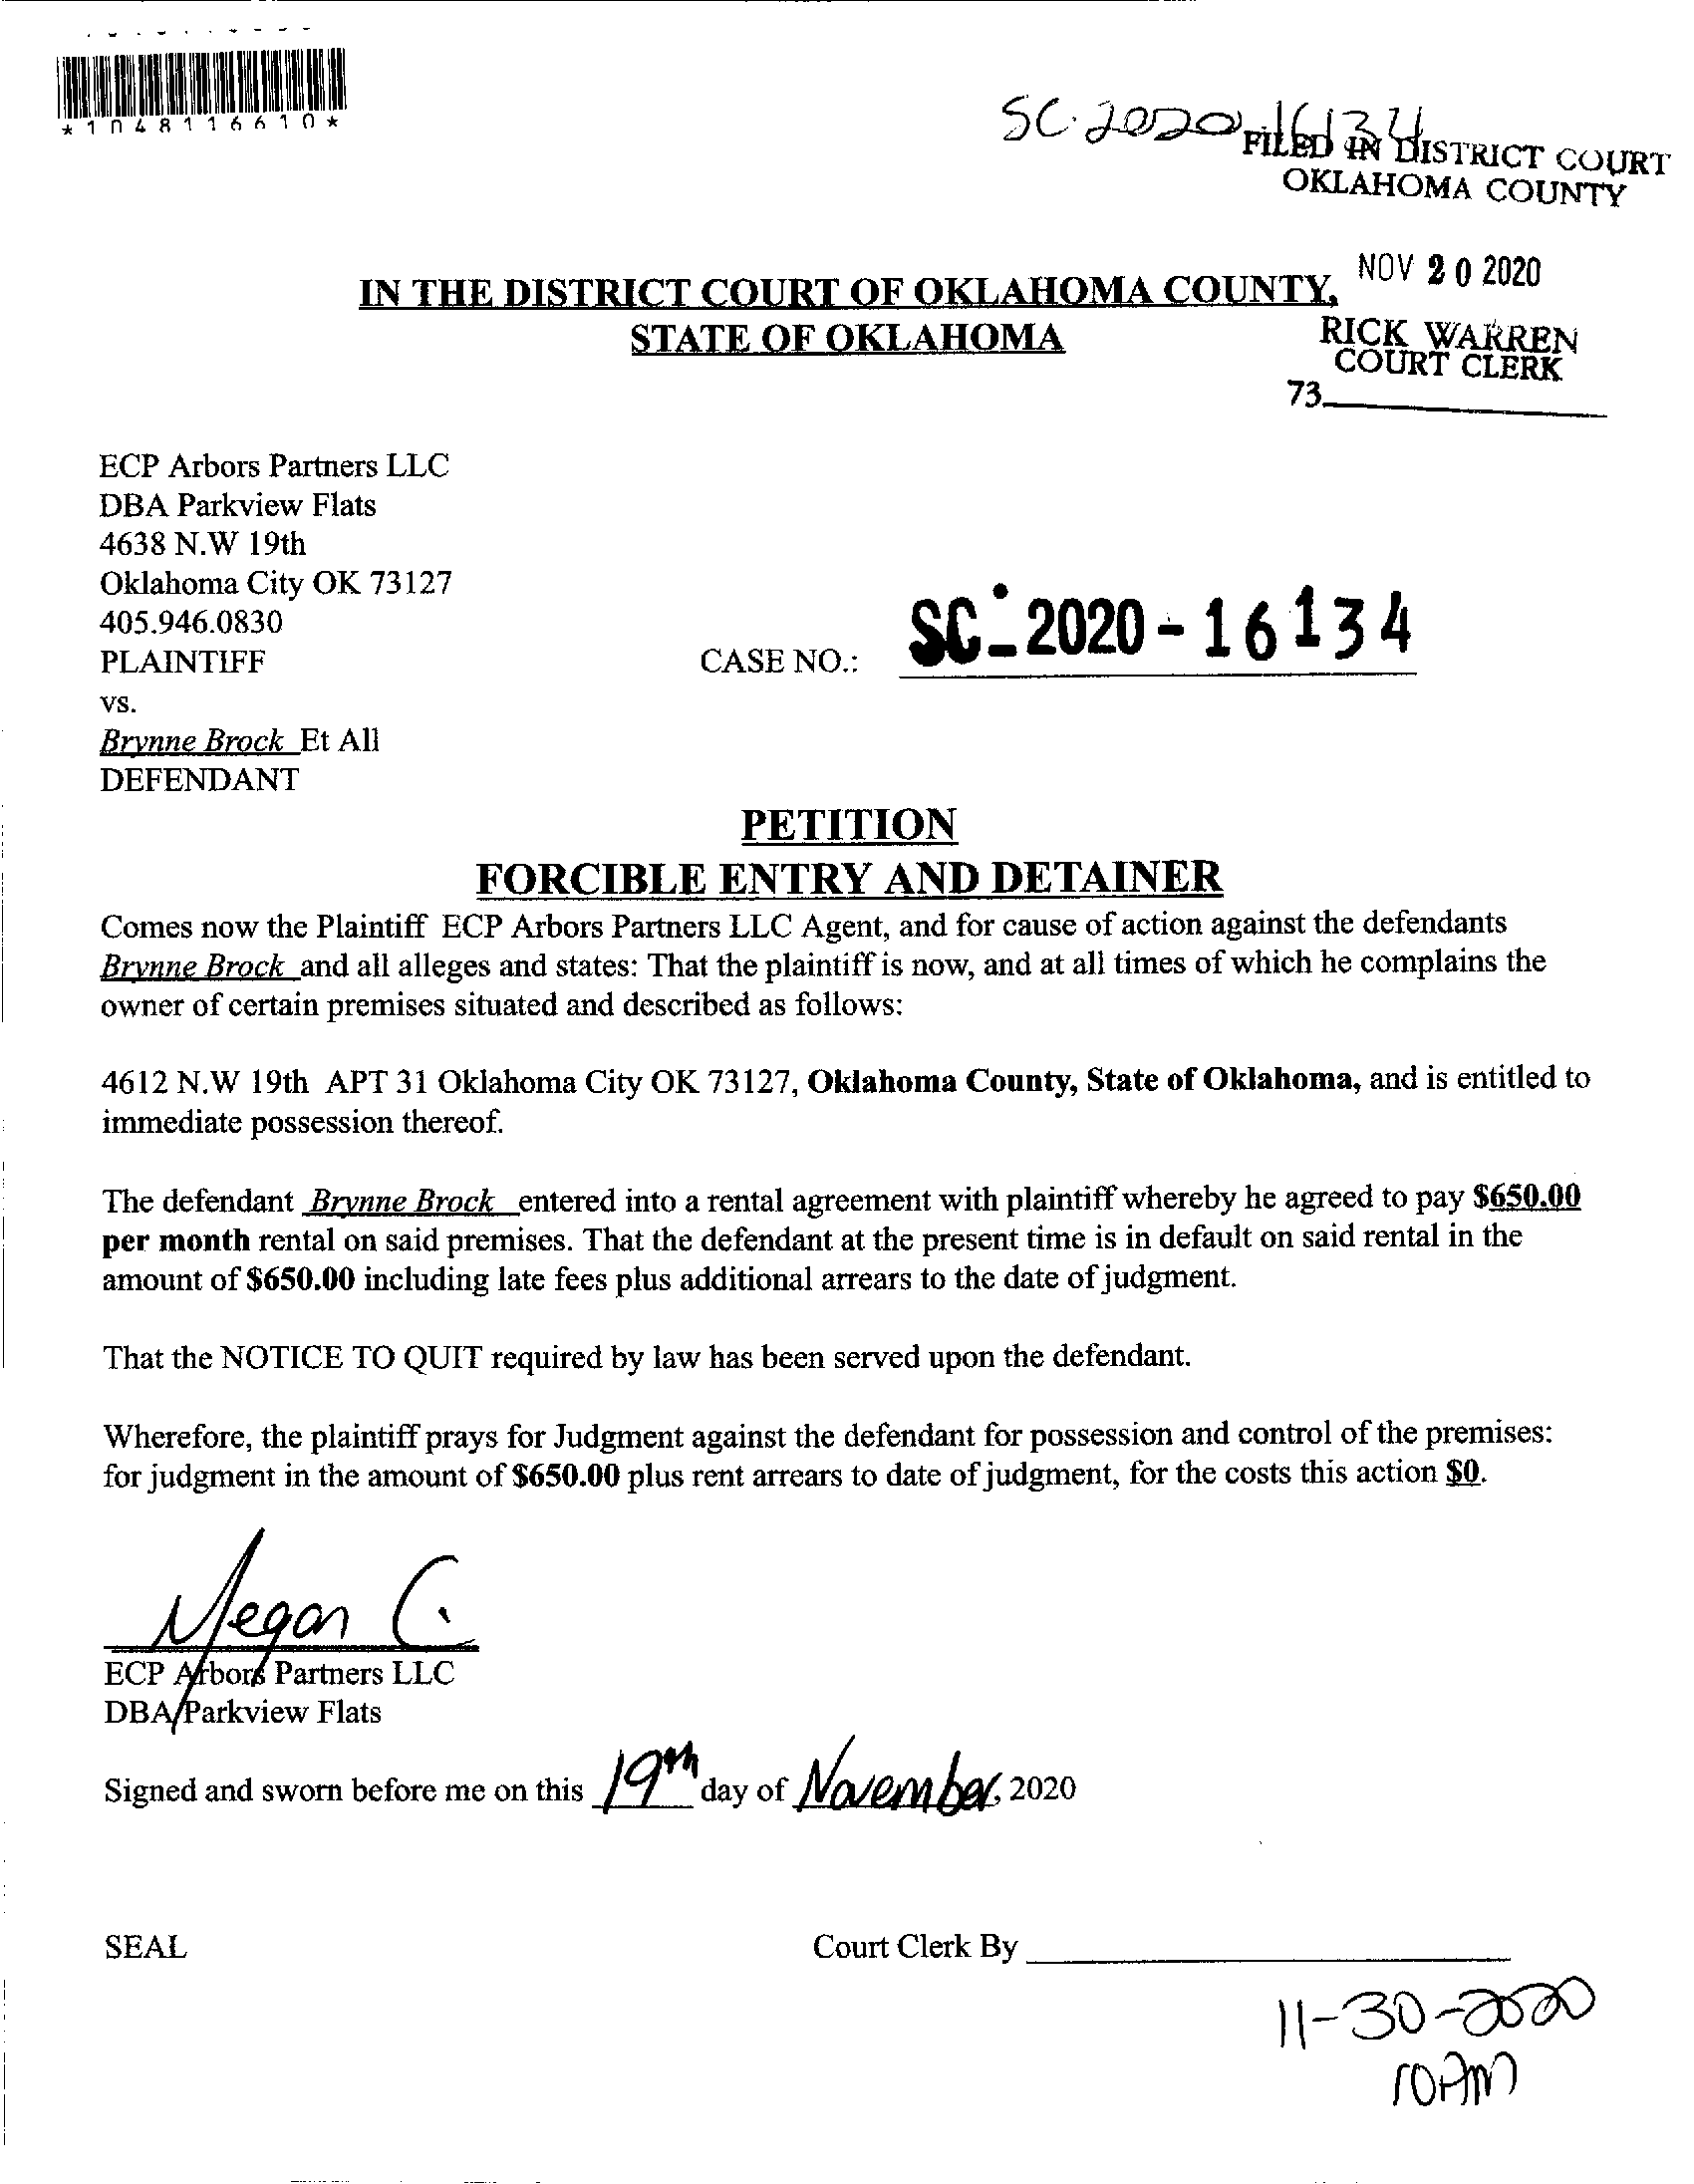 *1048116610*
SC-2020-16134
FILED IN DISTRICT COURT
OKLAHOMA COUNTY
NOV 20 2020
RICK WARREN
COURT CLERK
73
IN THE DISTRICT COURT OF OKLAHOMA COUNTY,
STATE OF OKLAHOMA
ECP Arbors Partners LLC
DBA Parkview Flats
4638 N.W 19th
Oklahoma City OK 73127
405.946.0830
PLAINTIFF
CASE NO.: SC-2020-16134
vs.
Brynne Brock Et All
DEFENDANT
PETITION
FORCIBLE ENTRY AND DETAINER
Comes now the Plaintiff ECP Arbors Partners LLC Agent, and for cause of action against the defendants
Brynne Brock and all alleges and states: That the plaintiff is now, and at all times of which he complains the
owner of certain premises situated and described as follows:
4612 N.W 19th APT 31 Oklahoma City OK 73127, Oklahoma County, State of Oklahoma, and is entitled to
immediate possession thereof.
The defendant Brynne Brock entered into a rental agreement with plaintiff whereby he agreed to pay $650.00
per month rental on said premises. That the defendant at the present time is in default on said rental in the
amount of $650.00 including late fees plus additional arrears to the date of judgment.
That the NOTICE TO QUIT required by law has been served upon the defendant.
Wherefore, the plaintiff prays for Judgment against the defendant for possession and control of the premises:
for judgment in the amount of $650.00 plus rent arrears to date of judgment, for the costs this action $0.
Megan C.
ECP Arbors Partners LLC
DBA Parkview Flats
Signed and sworn before me on this 19th day of November, 2020
SEAL
Court Clerk By
11-30-2020
10AM